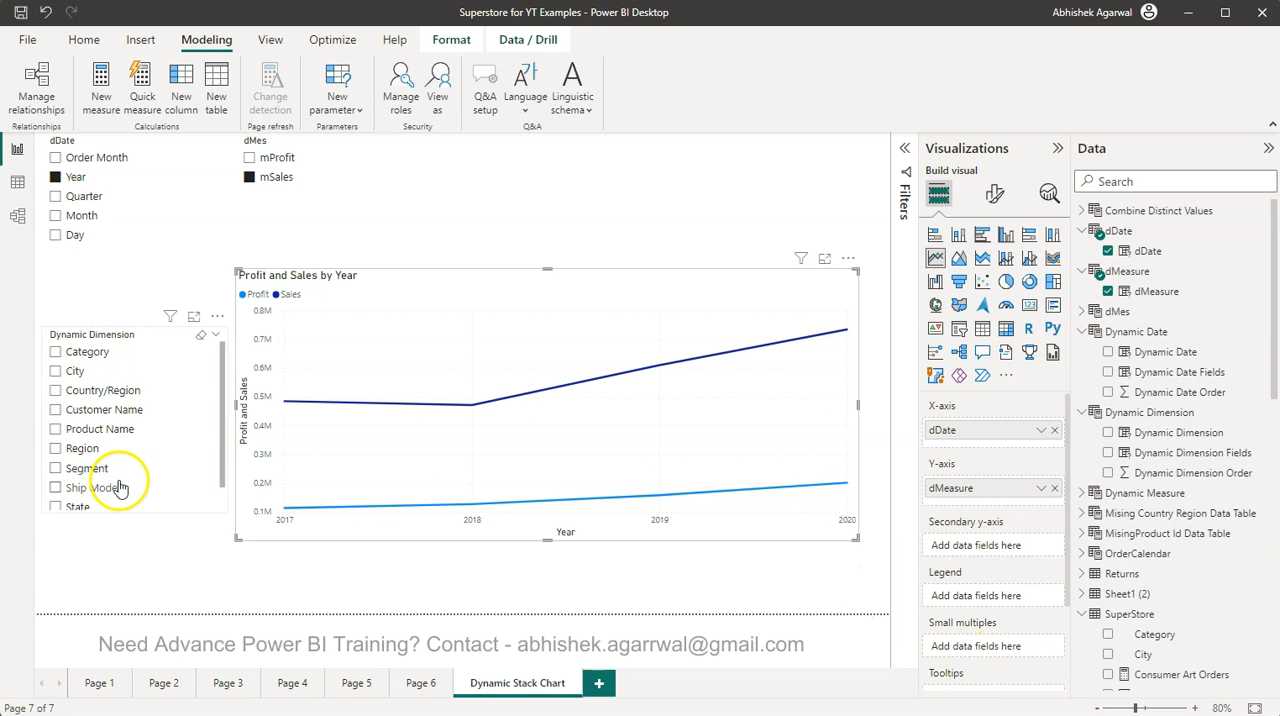 Superstore for YT Examples - Power BI Desktop
Abhishek Agarwal
File Home Insert Modeling View Optimize Help Format Data / Drill
Manage relationships
New measure
Quick measure
New column
New table
Change detection
New parameter
Manage roles
View as
Q&A setup
Language
Linguistic schema
Relationships Calculations Page refresh Parameters Security Q&A
dDate
Order Month
Year
Quarter
Month
Day
dMes
mProfit
mSales
Dynamic Dimension
Category
City
Country/Region
Customer Name
Product Name
Region
Segment
Ship Mode
State
Profit and Sales by Year
Profit Sales
0.8M
0.7M
0.6M
0.5M
0.4M
0.3M
0.2M
0.1M
Profit and Sales
2017 2018 2019 2020
Year
Need Advance Power BI Training? Contact - abhishek.agarrwal@gmail.com
Filters
Visualizations
Build visual
R Py
X-axis
dDate
Y-axis
dMeasure
Secondary y-axis
Add data fields here
Legend
Add data fields here
Small multiples
Add data fields here
Tooltips
Data
Search
Combine Distinct Values
dDate
dDate
dMeasure
dMeasure
dMes
Dynamic Date
Dynamic Date
Dynamic Date Fields
Dynamic Date Order
Dynamic Dimension
Dynamic Dimension
Dynamic Dimension Fields
Dynamic Dimension Order
Dynamic Measure
Mising Country Region Data Table
MisingProduct Id Data Table
OrderCalendar
Returns
Sheet1 (2)
SuperStore
Category
City
Consumer Art Orders
Page 1 Page 2 Page 3 Page 4 Page 5 Page 6 Dynamic Stack Chart +
Page 7 of 7
- + 80%